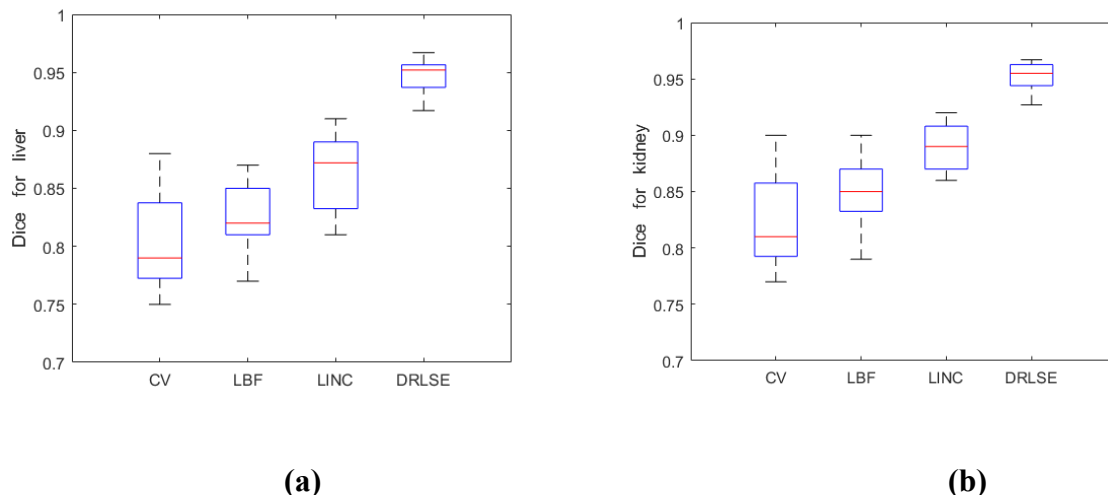 1
0.95
0.9
0.85
0.8
0.75
0.7
Dice for liver
CV LBF LINC DRLSE
(a)
1
0.95
0.9
0.85
0.8
0.75
0.7
Dice for kidney
CV LBF LINC DRLSE
(b)